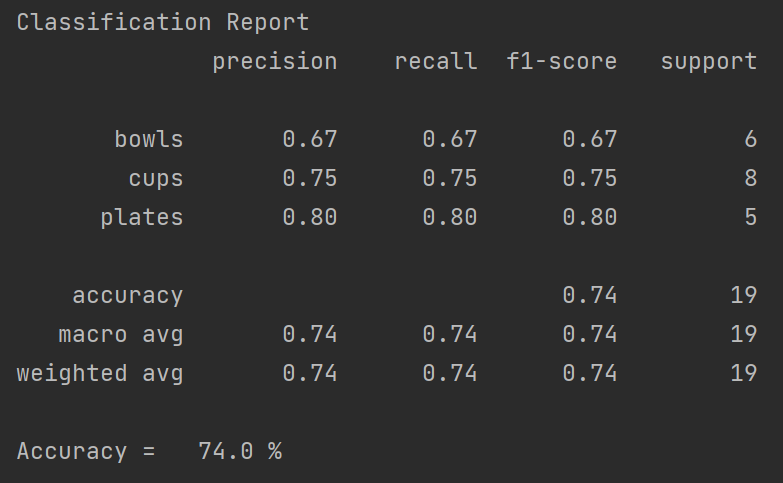 Classification Report
precision recall f1-score support
bowls 0.67 0.67 0.67 6
cups 0.75 0.75 0.75 8
plates 0.80 0.80 0.80 5
accuracy 0.74 19
macro avg 0.74 0.74 0.74 19
weighted avg 0.74 0.74 0.74 19
Accuracy = 74.0 %